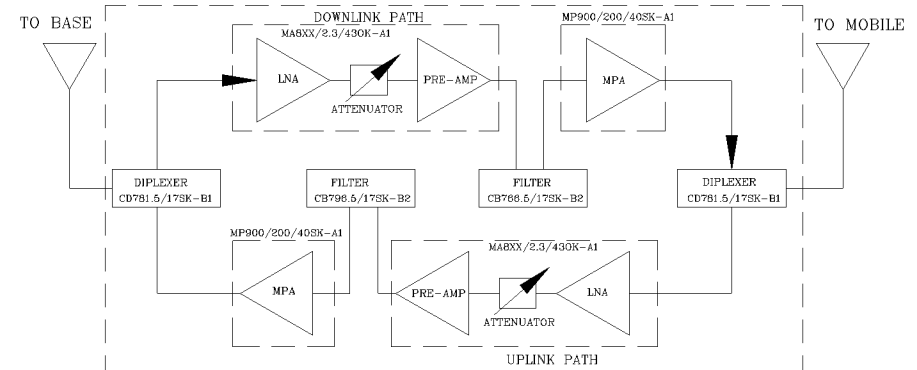 TO BASE
DOWNLINK PATH
MA8XX/2.3/430K-A1
LNA
ATTENUATOR
PRE-AMP
MP900/200/40SK-A1
MPA
TO MOBILE
DIPLEXER
CD781.5/17SK-B1
FILTER
CB796.5/17SK-B2
FILTER
CB766.5/17SK-B2
DIPLEXER
CD781.5/17SK-B1
MP900/200/40SK-A1
MPA
MA8XX/2.3/430K-A1
PRE-AMP
ATTENUATOR
LNA
UPLINK PATH